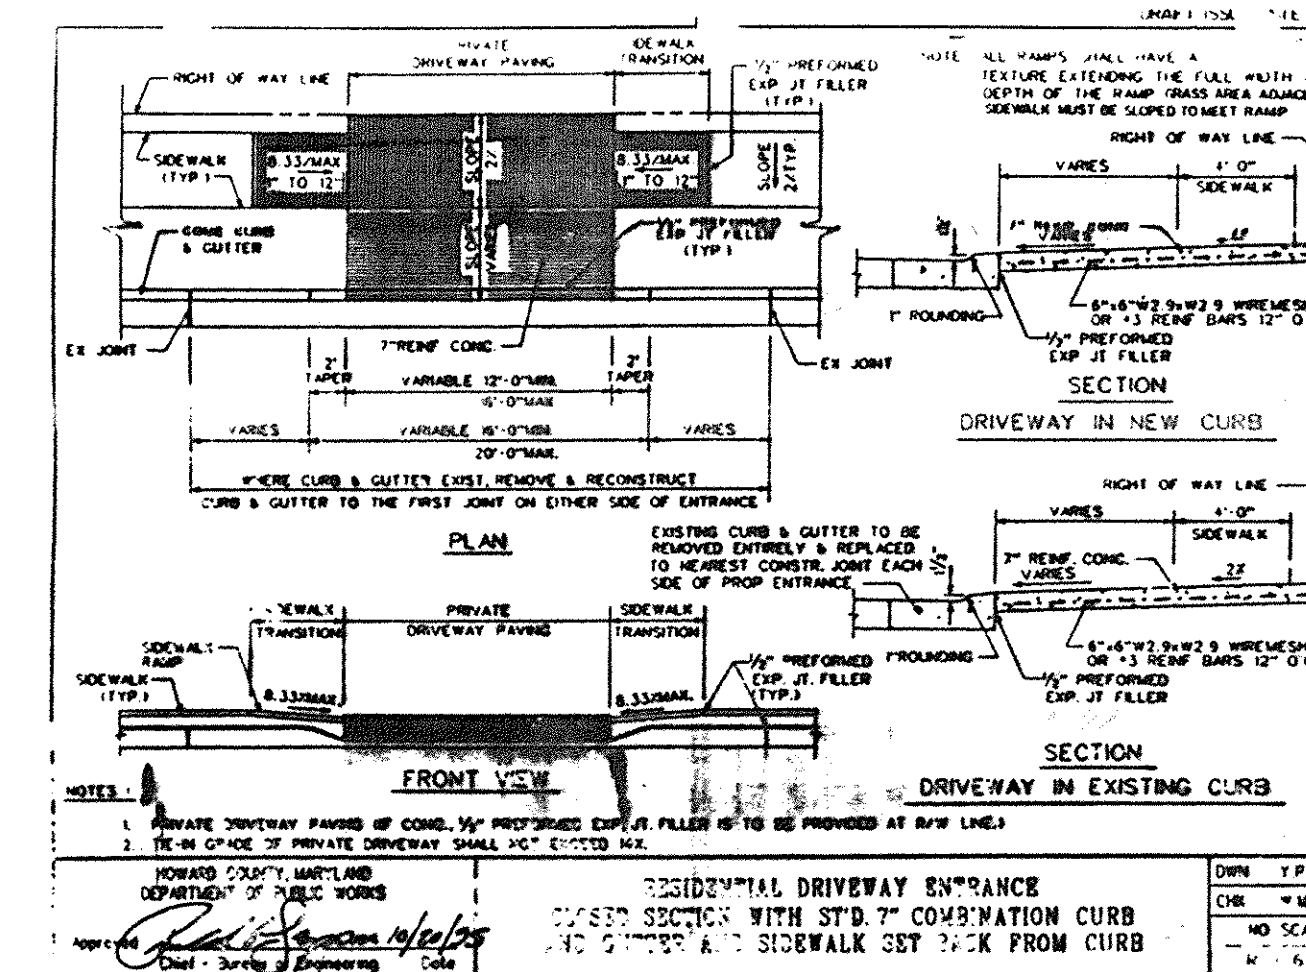 PRIVATE
DRIVEWAY PAVING
SIDEWALK
TRANSITION
RIGHT OF WAY LINE
1/2" PREFORMED
EXP JT FILLER
(TYP.)
SIDEWALK
(TYP.)
8.33%MAX
1" TO 12"
SLOPE
2%
8.33%MAX
1" TO 12"
SLOPE
2%TYP.
COMB CURB
& GUTTER
SLOPE
VARIES
1/2" PREFORMED
EXP JT FILLER
(TYP.)
EX JOINT
7"REINF CONC.
EX JOINT
2'
TAPER
VARIABLE 12'-0"MIN.
16'-0"MAX
2'
TAPER
VARIES
VARIABLE 16'-0"MIN.
20'-0"MAX.
VARIES
WHERE CURB & GUTTER EXIST, REMOVE & RECONSTRUCT
CURB & GUTTER TO THE FIRST JOINT ON EITHER SIDE OF ENTRANCE
PLAN
NOTE ALL RAMPS SHALL HAVE A
TEXTURE EXTENDING THE FULL WIDTH
DEPTH OF THE RAMP GRASS AREA
SIDEWALK MUST BE SLOPED TO MEET RAMP
RIGHT OF WAY LINE
VARIES
4'-0"
SIDEWALK
VARIES
1" ROUNDING
6"x6"W2.9xW2.9 WIREMESH
OR #3 REINF BARS 12"
1/2" PREFORMED
EXP JT FILLER
SECTION
DRIVEWAY IN NEW CURB
RIGHT OF WAY LINE
VARIES
4'-0"
SIDEWALK
EXISTING CURB & GUTTER TO BE
REMOVED ENTIRELY & REPLACED
TO NEAREST CONSTR. JOINT EACH
SIDE OF PROP ENTRANCE
1 1/2"
7" REINF. CONC.
VARIES
2%
1"ROUNDING
6"x6"W2.9xW2.9 WIREMESH
OR #3 REINF BARS 12"
1/2" PREFORMED
EXP. JT FILLER
SECTION
DRIVEWAY IN EXISTING CURB
SIDEWALK
TRANSITION
PRIVATE
DRIVEWAY PAVING
SIDEWALK
TRANSITION
SIDEWALK
RAMP
SIDEWALK
(TYP.)
8.33%MAX.
8.33%MAX.
1/2" PREFORMED
EXP. JT. FILLER
(TYP.)
FRONT VIEW
NOTES:
1. PRIVATE DRIVEWAY PAVING OF CONC., 1/2" PREFORMED EXP. JT. FILLER IS TO BE PROVIDED AT R/W LINE.
2. TIE-IN GRADE OF PRIVATE DRIVEWAY SHALL NOT EXCEED 14%.
HOWARD COUNTY, MARYLAND
DEPARTMENT OF PUBLIC WORKS
Approved
Chief - Bureau of Engineering Date
RESIDENTIAL DRIVEWAY ENTRANCE
CLOSED SECTION WITH ST'D. 7" COMBINATION CURB
AND GUTTER AND SIDEWALK SET BACK FROM CURB
DWN
CHK
NO SCA